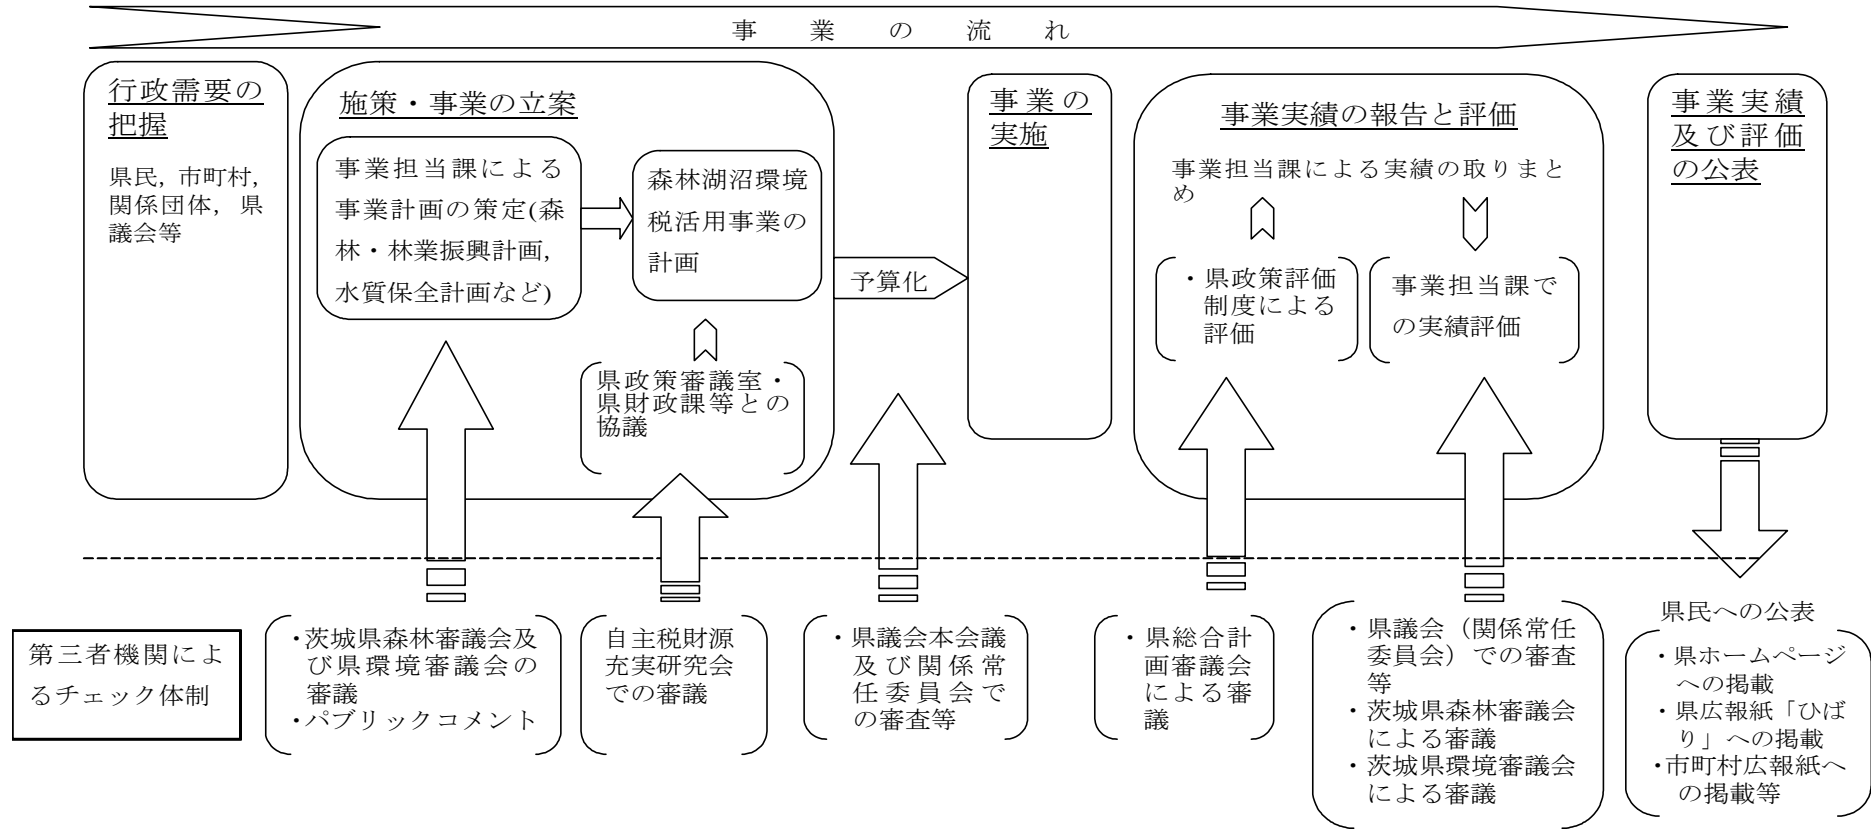 事業の流れ
行政需要の
把握
県民，市町村，
関係団体，県
議会等
施策・事業の立案
事業担当課による
事業計画の策定(森
林・林業振興計画，
水質保全計画など)
森林湖沼環境
税活用事業の
計画
県政策審議室・
県財政課等との
協議
予算化
事業の
実施
事業実績の報告と評価
事業担当課による実績の取りまと
め
・県政策評価
制度による
評価
事業担当課で
の実績評価
事業実績
及び評価
の公表
第三者機関によ
るチェック体制
・茨城県森林審議会及
び県環境審議会の
審議
・パブリックコメント
自主税財源
充実研究会
での審議
・県議会本会議
及び関係常
任委員会で
の審査等
・県総合計
画審議会
による審
議
・県議会（関係常任
委員会）での審査
等
・茨城県森林審議会
による審議
・茨城県環境審議会
による審議
県民への公表
・県ホームページ
への掲載
・県広報紙「ひば
り」への掲載
・市町村広報紙へ
の掲載等